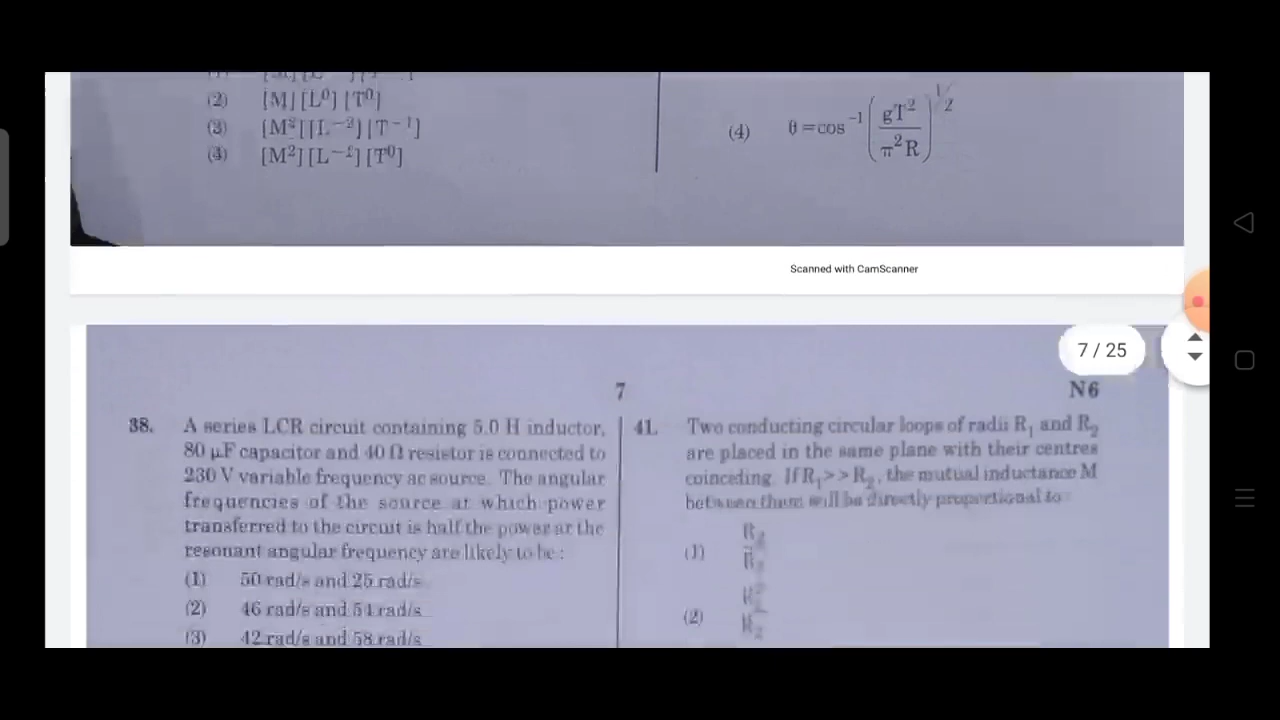 (2) [M] [L⁰] [T⁰]
(3) [M²][[L⁻²] [T⁻¹]
(4) [M²] [L⁻²] [T⁰]
(4) θ = cos⁻¹ (gT²/π²R)^1/2
Scanned with CamScanner
7 / 25
7
N6
38. A series LCR circuit containing 5.0 H inductor,
80 µF capacitor and 40 Ω resistor is connected to
230 V variable frequency ac source. The angular
frequencies of the source at which power
transferred to the circuit is half the power at the
resonant angular frequency are likely to be :
(1) 50 rad/s and 25 rad/s
(2) 46 rad/s and 54 rad/s
(3) 42 rad/s and 58 rad/s
41. Two conducting circular loops of radii R₁ and R₂
are placed in the same plane with their centres
coinciding. If R₁>>R₂, the mutual inductance M
between them will be directly proportional to
(1)
(2)